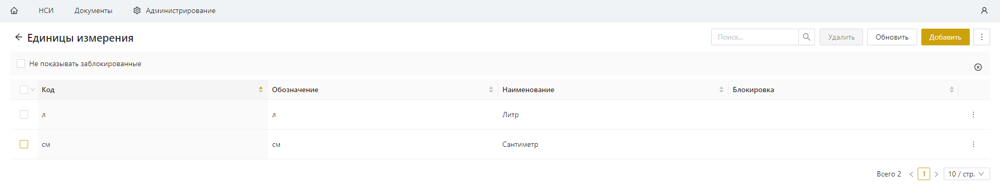 НСИ Документы Администрирование
Единицы измерения Поиск... Удалить Обновить Добавить
Не показывать заблокированные
Код Обозначение Наименование Блокировка
л л Литр
см см Сантиметр
Всего 2 1 10 / стр.